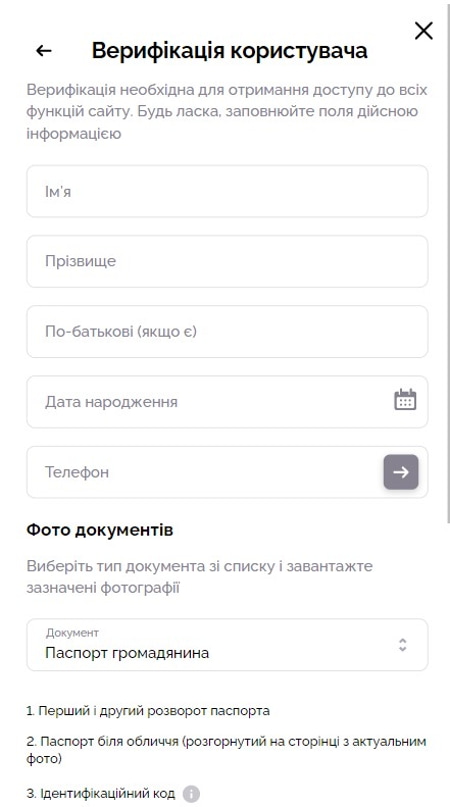 Верифікація користувача
Верифікація необхідна для отримання доступу до всіх
функцій сайту. Будь ласка, заповнюйте поля дійсною
інформацією
Ім'я
Прізвище
По-батькові (якщо є)
Дата народження
Телефон
Фото документів
Виберіть тип документа зі списку і завантажте
зазначені фотографії
Документ
Паспорт громадянина
1. Перший і другий розворот паспорта
2. Паспорт біля обличчя (розгорнутий на сторінці з актуальним
фото)
3. Ідентифікаційний код i